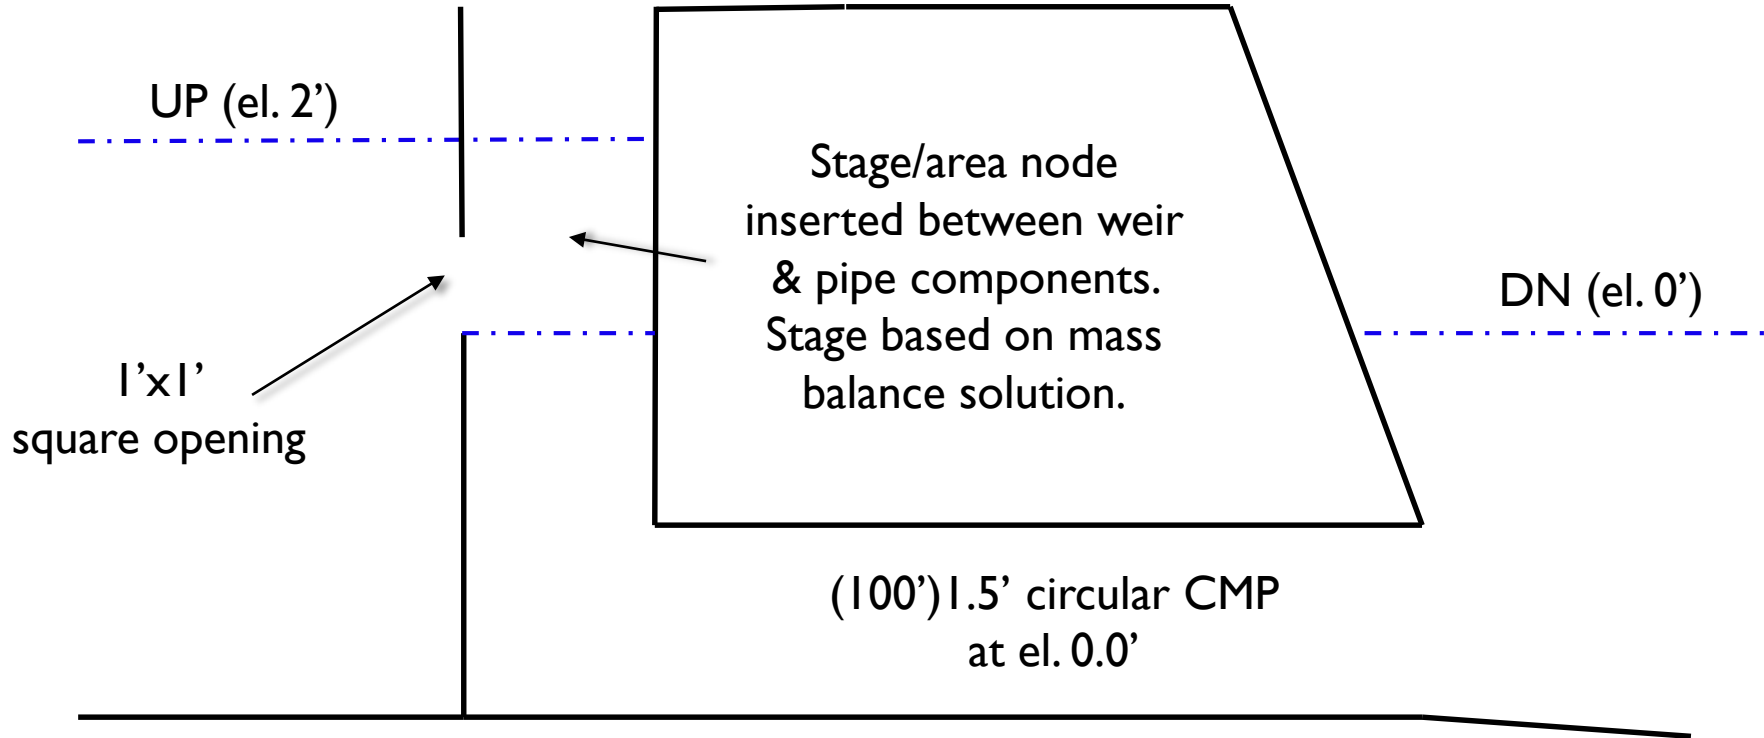 UP (el. 2’)
Stage/area node
inserted between weir
& pipe components.
Stage based on mass
balance solution.
DN (el. 0’)
1’x1’
square opening
(100’)1.5’ circular CMP
at el. 0.0’